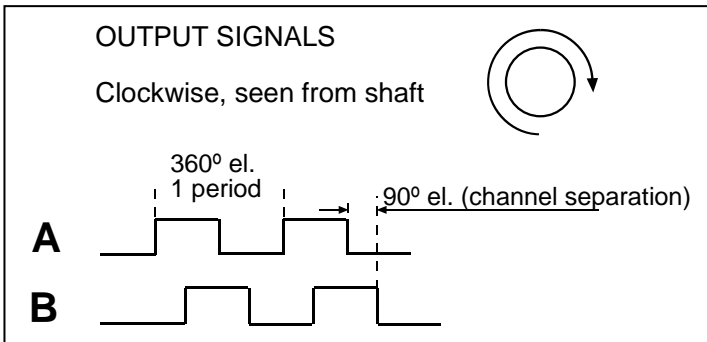 OUTPUT SIGNALS
Clockwise, seen from shaft
360º el.
1 period
90º el. (channel separation)
A
B